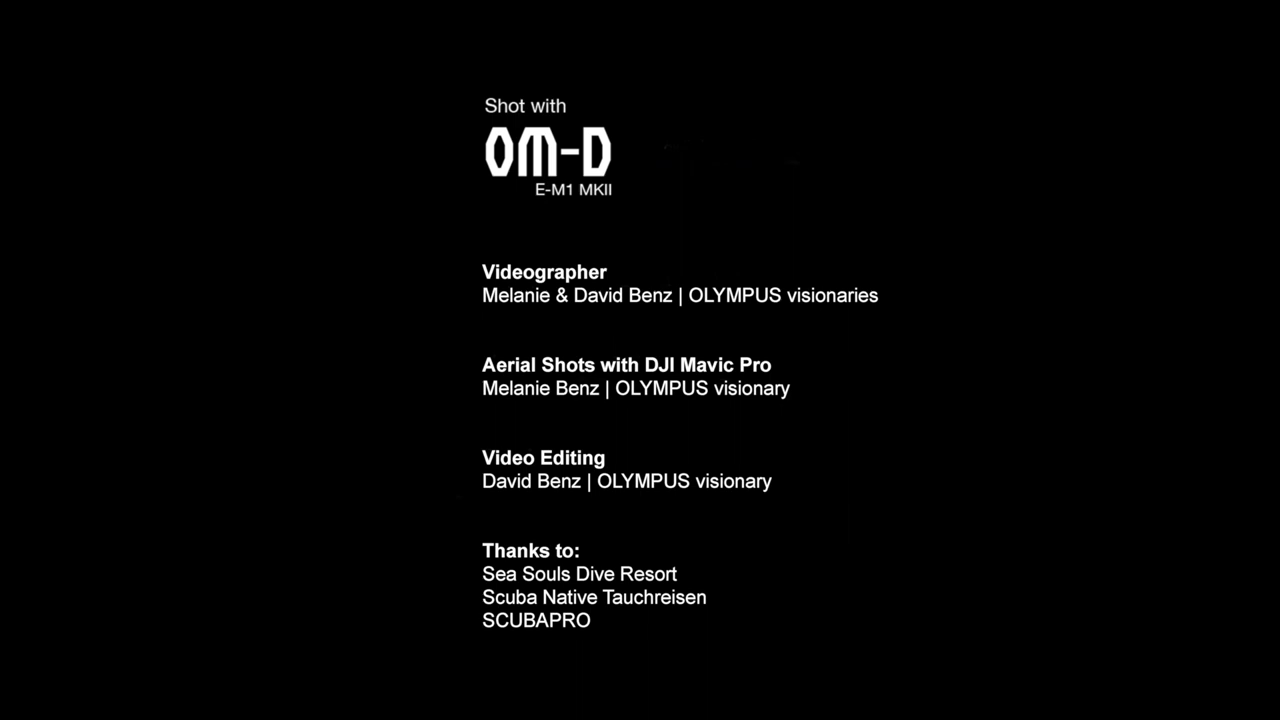 Shot with
OM-D
E-M1 MKII
Videographer
Melanie & David Benz | OLYMPUS visionaries
Aerial Shots with DJI Mavic Pro
Melanie Benz | OLYMPUS visionary
Video Editing
David Benz | OLYMPUS visionary
Thanks to:
Sea Souls Dive Resort
Scuba Native Tauchreisen
SCUBAPRO